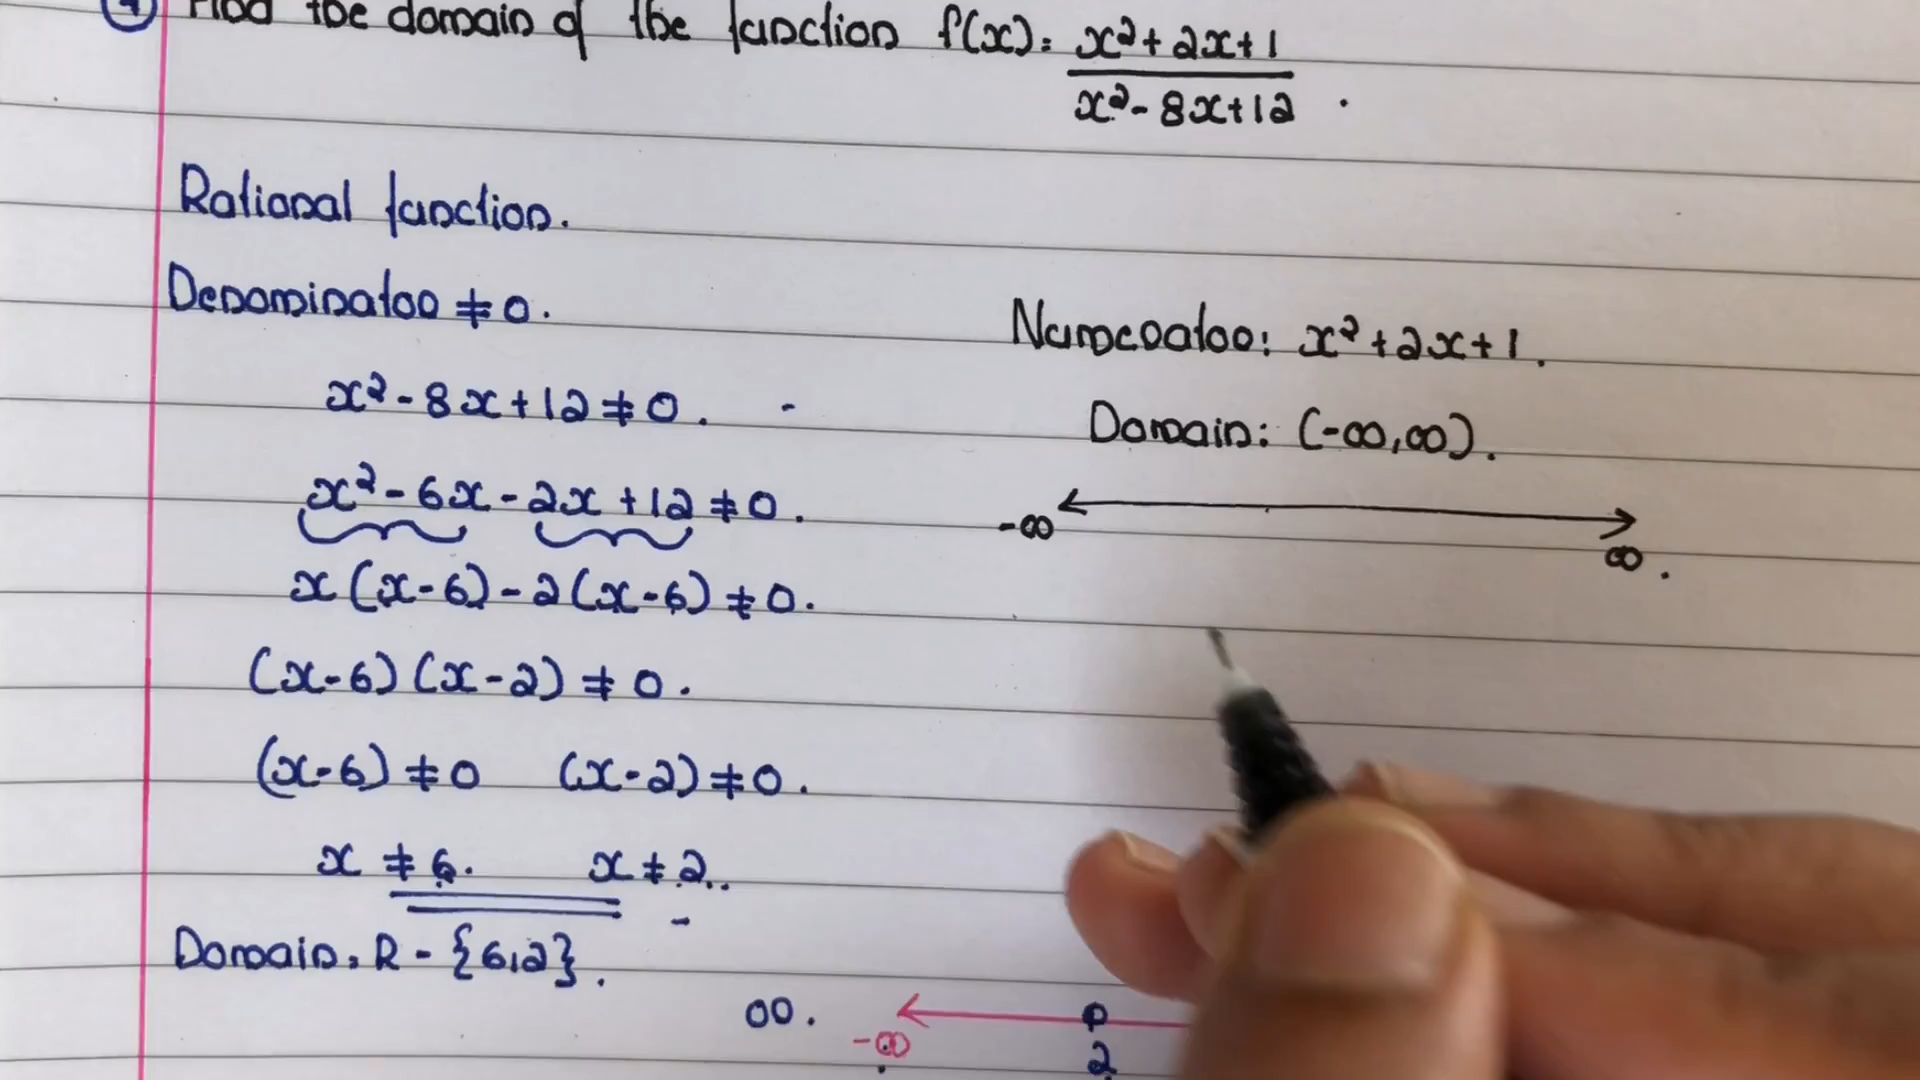 ④ Find the domain of the function f(x) = x²+2x+1
x²-8x+12 .
Rational function.
Denominator ≠ 0.
x² - 8x + 12 ≠ 0.
x² - 6x - 2x + 12 ≠ 0.
x(x-6) - 2(x-6) ≠ 0.
(x-6)(x-2) ≠ 0.
(x-6) ≠ 0 (x-2) ≠ 0.
x ≠ 6. x ≠ 2.
Domain = R - {6,2}.
Numerator: x² + 2x + 1.
Domain: (-∞,∞).
-∞ ∞.
OO.
-∞ 2